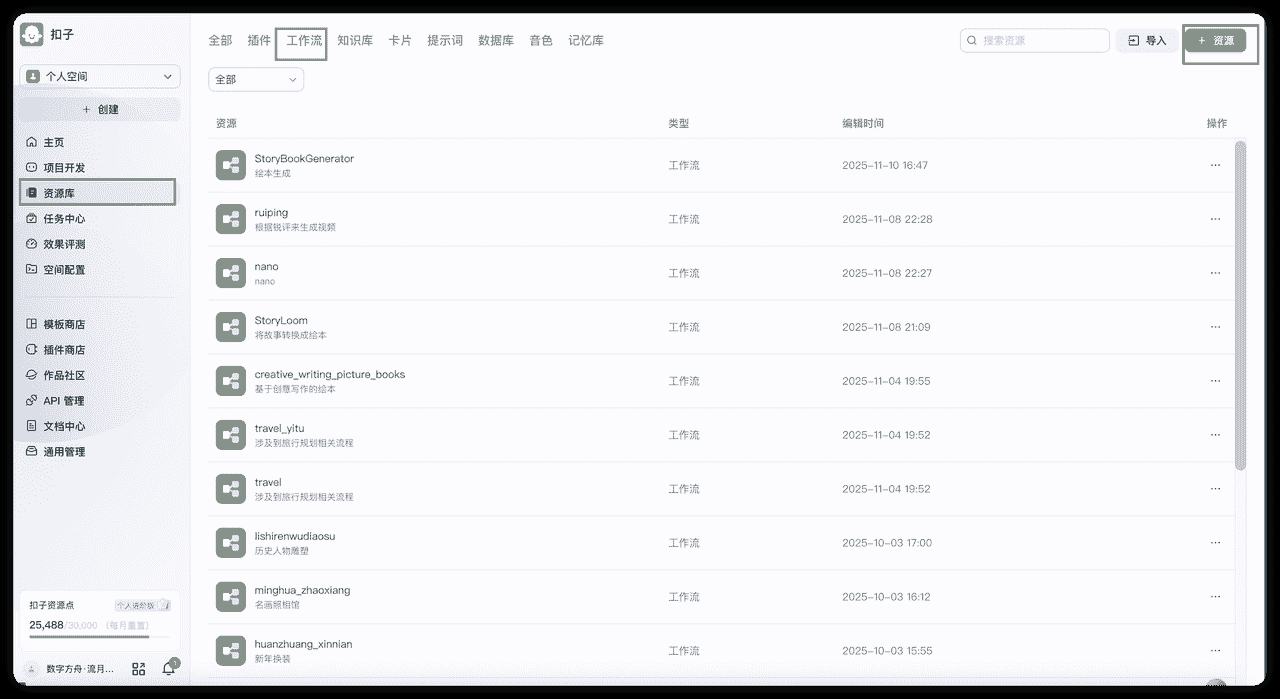 扣子
个人空间
+ 创建
主页
项目开发
资源库
任务中心
效果评测
空间配置
模板商店
插件商店
作品社区
API 管理
文档中心
通用管理
扣子资源点 个人进阶版
25,488/30,000 (每月重置)
数字方舟·流月...
全部 插件 工作流 知识库 卡片 提示词 数据库 音色 记忆库
搜索资源 导入 + 资源
全部
资源 类型 编辑时间 操作
StoryBookGenerator
绘本生成
工作流 2025-11-10 16:47 ...
ruiping
根据锐评来生成视频
工作流 2025-11-08 22:28 ...
nano
nano
工作流 2025-11-08 22:27 ...
StoryLoom
将故事转换成绘本
工作流 2025-11-08 21:09 ...
creative_writing_picture_books
基于创意写作的绘本
工作流 2025-11-04 19:55 ...
travel_yitu
涉及到旅行规划相关流程
工作流 2025-11-04 19:52 ...
travel
涉及到旅行规划相关流程
工作流 2025-11-04 19:52 ...
lishirenwudiaosu
历史人物雕塑
工作流 2025-10-03 17:00 ...
minghua_zhaoxiang
名画照相馆
工作流 2025-10-03 16:12 ...
huanzhuang_xinnian
新年换装
工作流 2025-10-03 15:55 ...